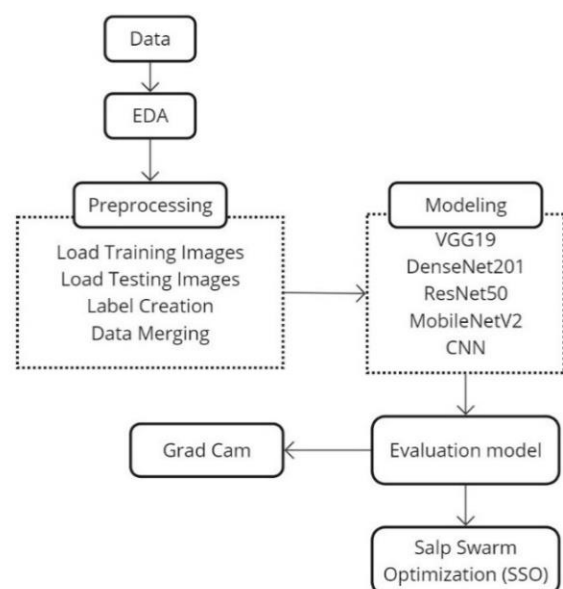 Data
EDA
Preprocessing
Load Training Images
Load Testing Images
Label Creation
Data Merging
Modeling
VGG19
DenseNet201
ResNet50
MobileNetV2
CNN
Grad Cam
Evaluation model
Salp Swarm
Optimization (SSO)